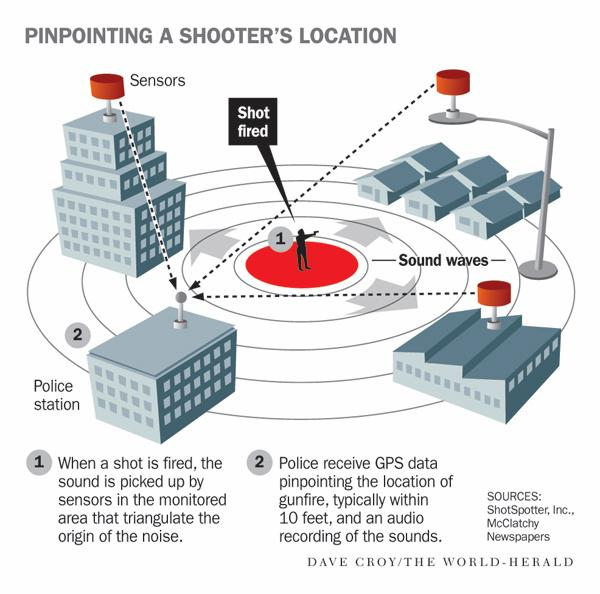 PINPOINTING A SHOOTER'S LOCATION
Sensors
Shot
fired
1
Sound waves
2
Police
station
1
When a shot is fired, the
sound is picked up by
sensors in the monitored
area that triangulate the
origin of the noise.
2
Police receive GPS data
pinpointing the location of
gunfire, typically within
10 feet, and an audio
recording of the sounds.
SOURCES:
ShotSpotter, Inc.,
McClatchy
Newspapers
DAVE CROY/THE WORLD-HERALD